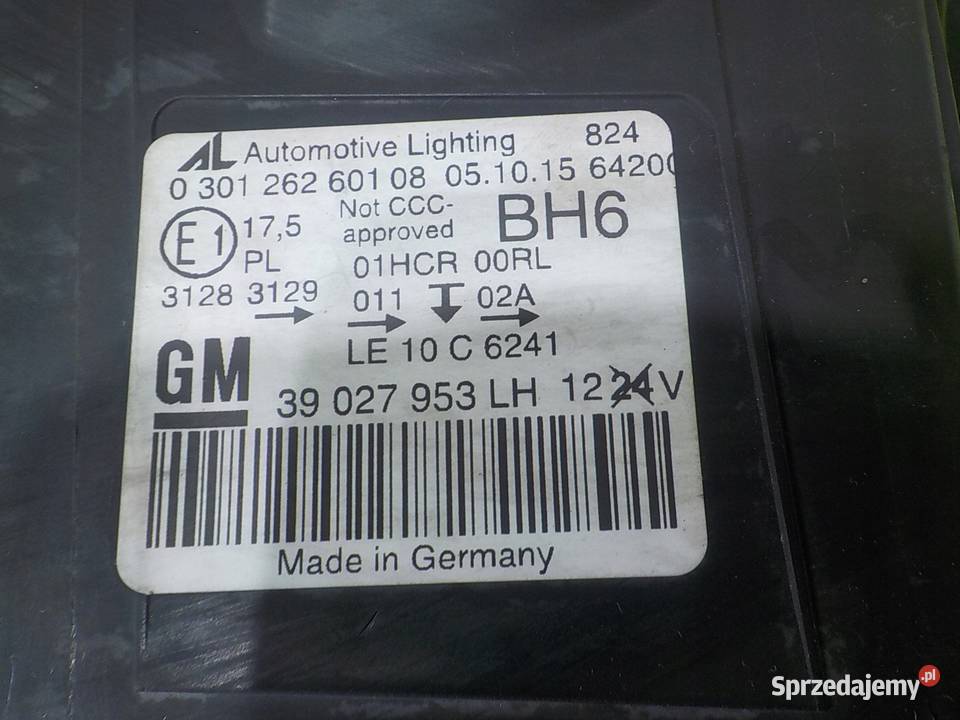 AL Automotive Lighting 824
0 301 262 601 08 05.10.15 64200
E1 17,5 Not CCC- BH6
PL approved
01HCR 00RL
3128 3129 011 02A
LE 10 C 6241
GM
39 027 953 LH 12 24 V
Made in Germany
Sprzedajemy.pl